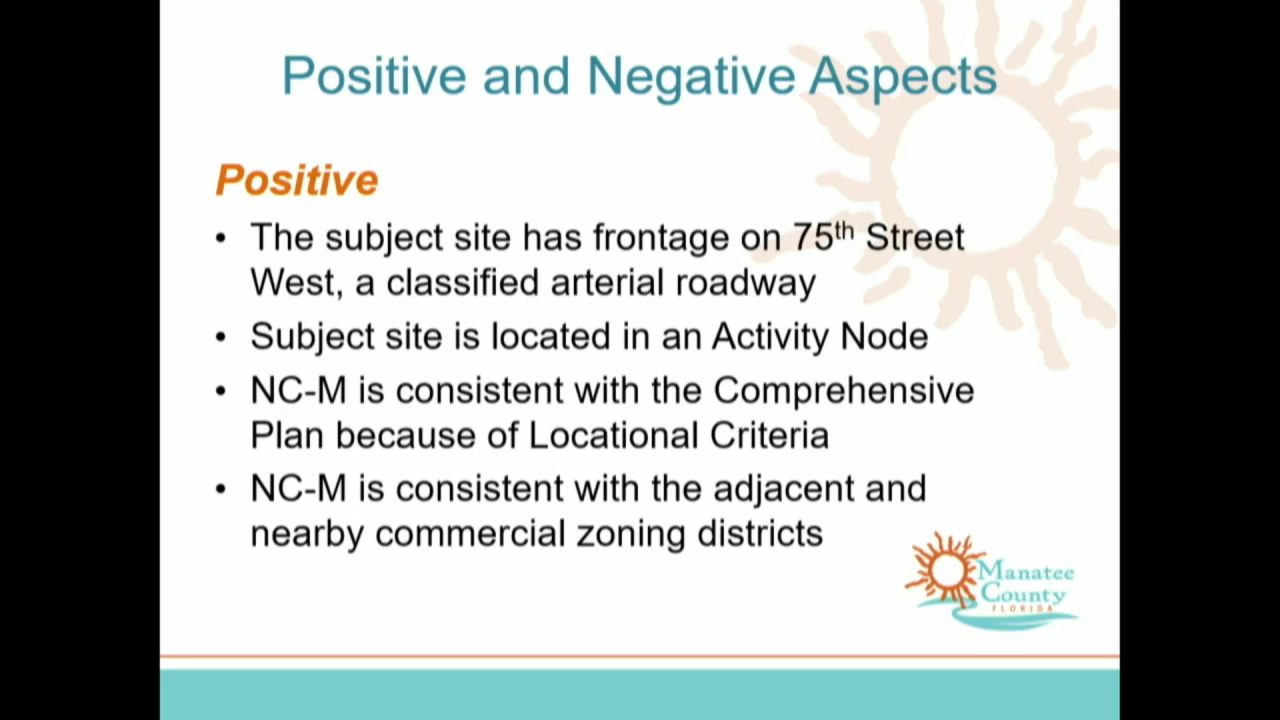 Positive and Negative Aspects
Positive
• The subject site has frontage on 75th Street
West, a classified arterial roadway
• Subject site is located in an Activity Node
• NC-M is consistent with the Comprehensive
Plan because of Locational Criteria
• NC-M is consistent with the adjacent and
nearby commercial zoning districts
Manatee
County
FLORIDA